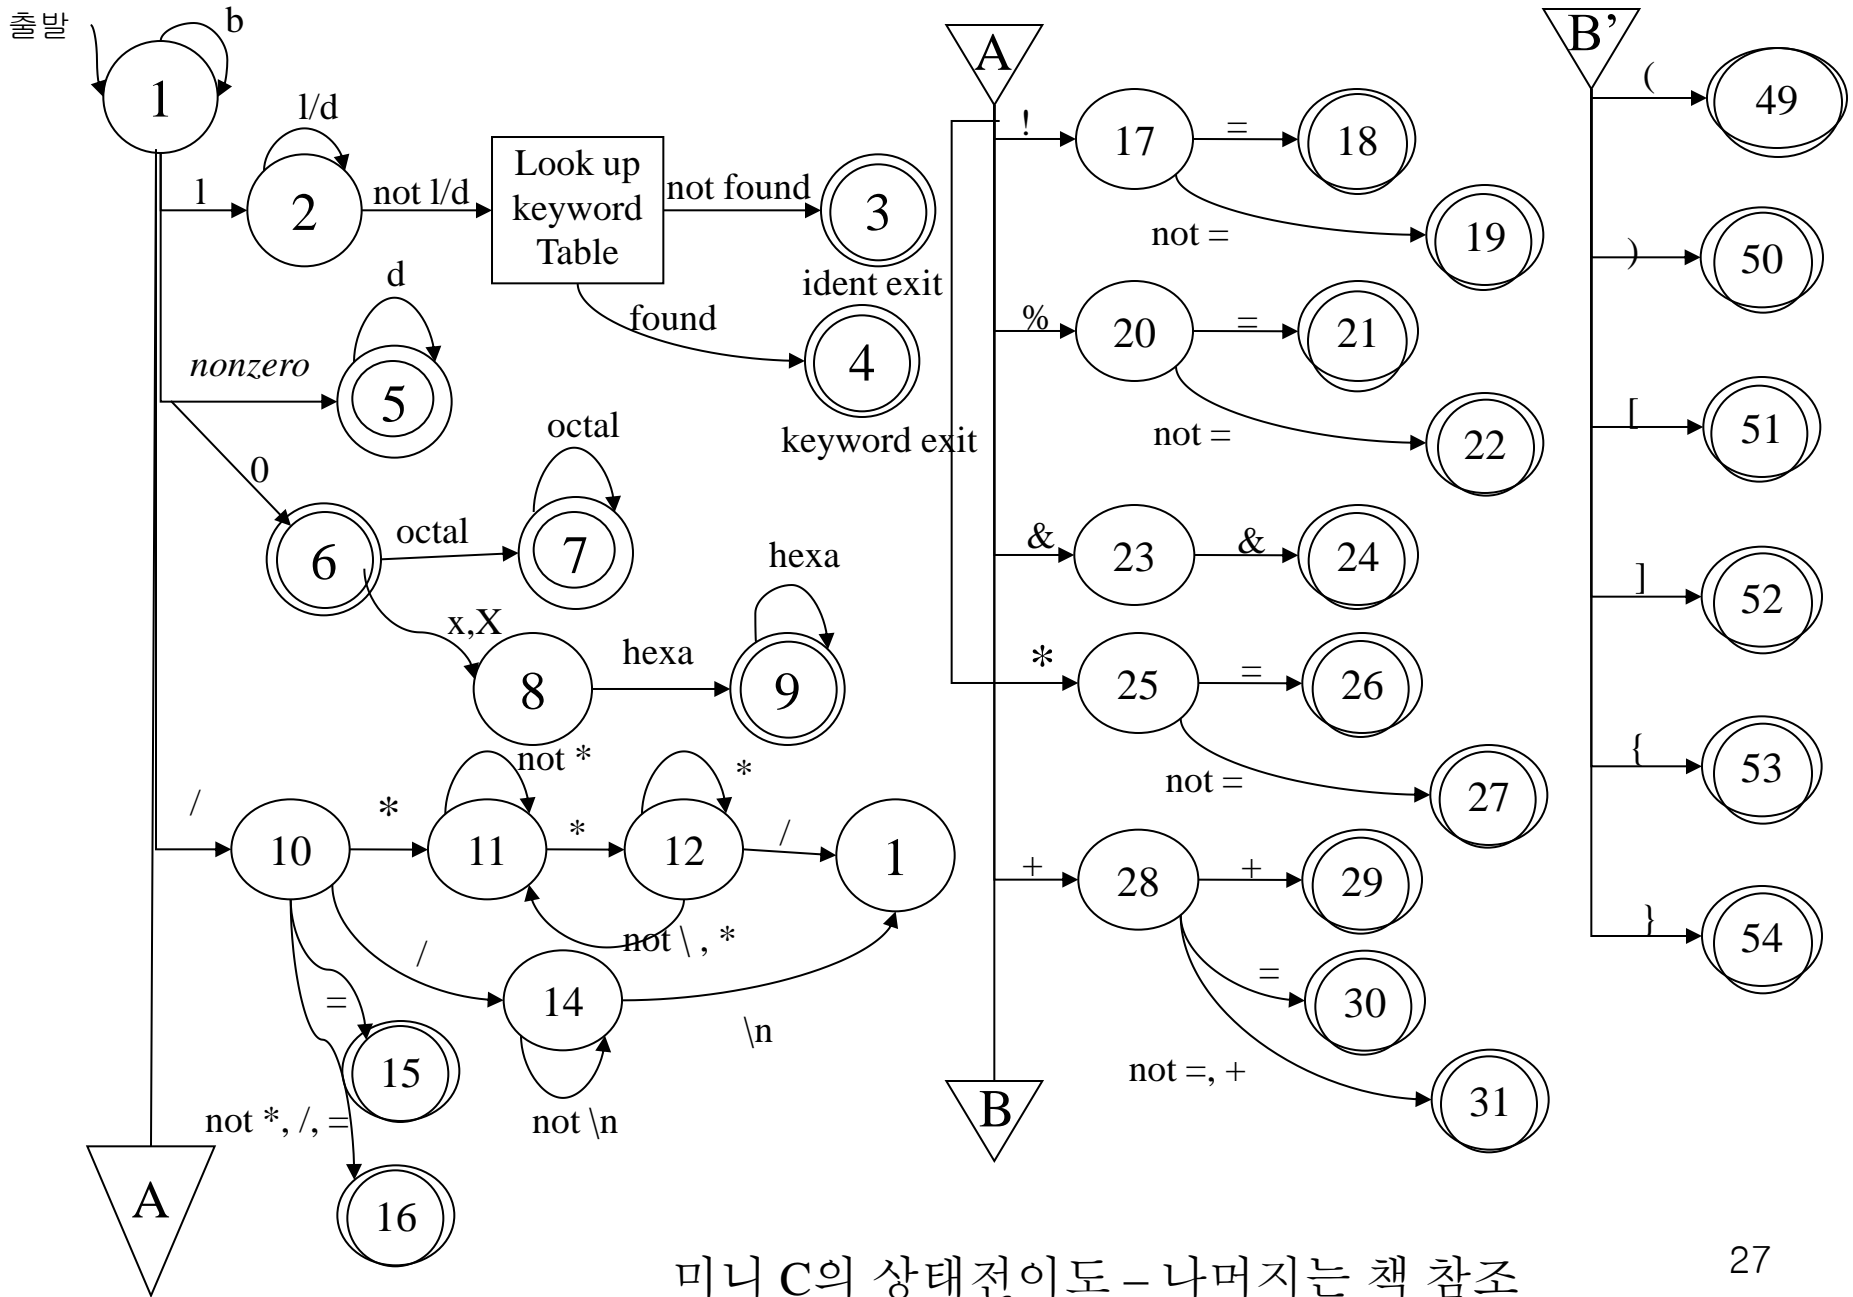 출발
b
1
l/d
l
2
not l/d
Look up
keyword
Table
not found
3
ident exit
found
4
keyword exit
d
nonzero
5
0
6
octal
octal
7
x,X
8
hexa
hexa
9
/
10
*
not *
11
*
*
12
/
1
not \ , *
/
14
\n
not \n
=
15
not *, /, =
16
A
A
!
17
=
18
not =
19
%
20
=
21
not =
22
&
23
&
24
*
25
=
26
not =
27
+
28
+
29
=
30
not =, +
31
B
B’
(
49
)
50
[
51
]
52
{
53
}
54
미니 C의 상태전이도 – 나머지는 책 참조
27